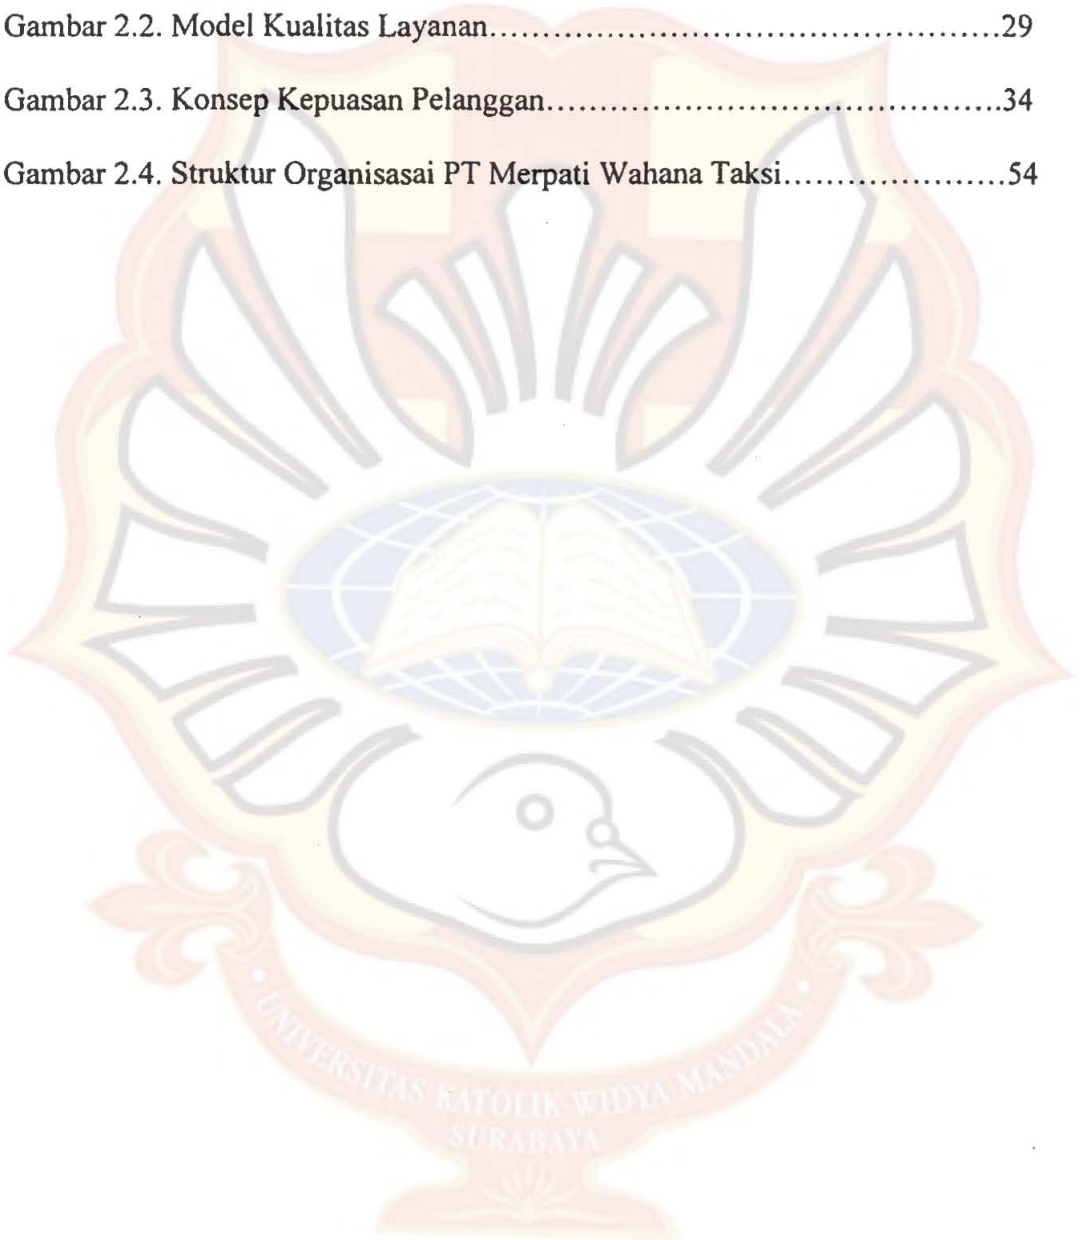 Gambar 2.2. Model Kualitas Layanan................................................29
Gambar 2.3. Konsep Kepuasan Pelanggan...........................................34
Gambar 2.4. Struktur Organisasai PT Merpati Wahana Taksi.....................54
• UNIVERSITAS KATOLIK WIDYA MANDALA •
SURABAYA